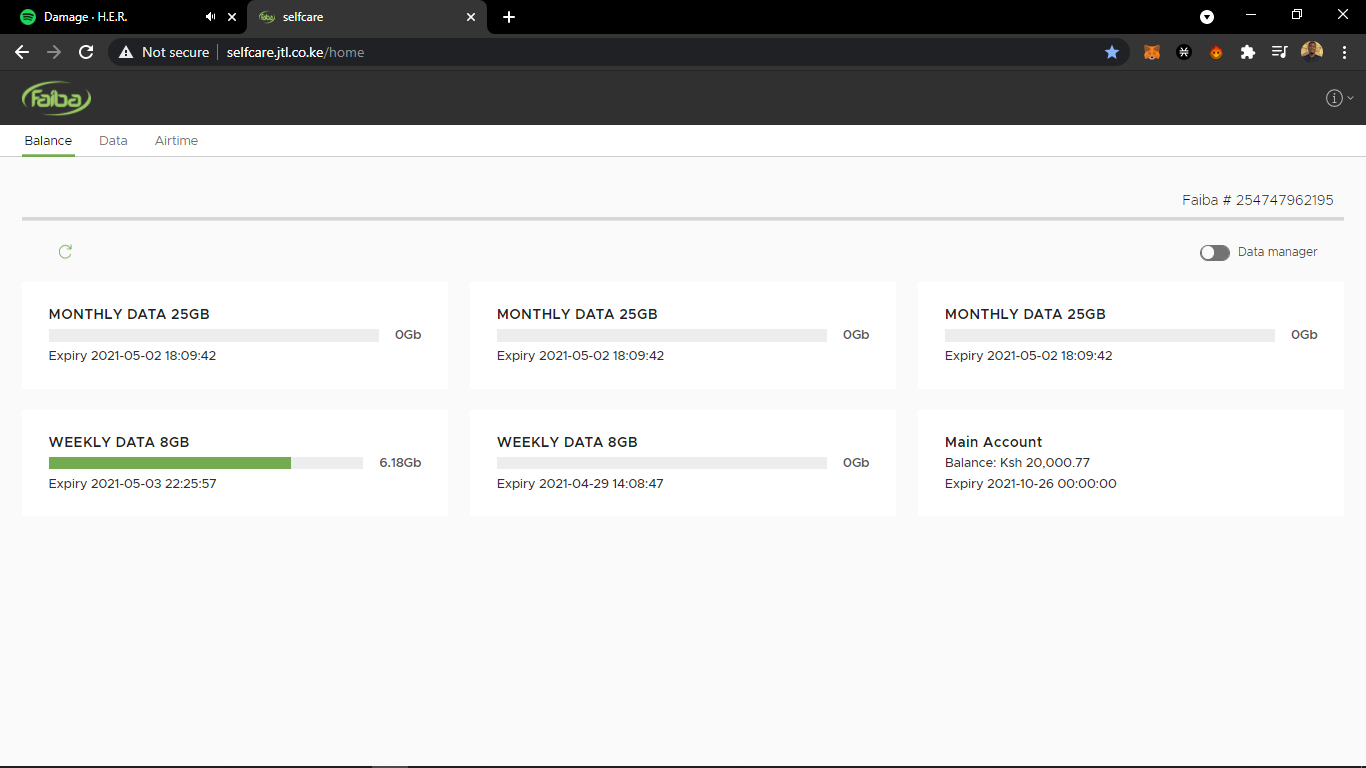 Damage · H.E.R.
selfcare
Not secure
selfcare.jtl.co.ke/home
faiba
Balance
Data
Airtime
Faiba # 254747962195
Data manager
MONTHLY DATA 25GB
0Gb
Expiry 2021-05-02 18:09:42
MONTHLY DATA 25GB
0Gb
Expiry 2021-05-02 18:09:42
MONTHLY DATA 25GB
0Gb
Expiry 2021-05-02 18:09:42
WEEKLY DATA 8GB
6.18Gb
Expiry 2021-05-03 22:25:57
WEEKLY DATA 8GB
0Gb
Expiry 2021-04-29 14:08:47
Main Account
Balance: Ksh 20,000.77
Expiry 2021-10-26 00:00:00